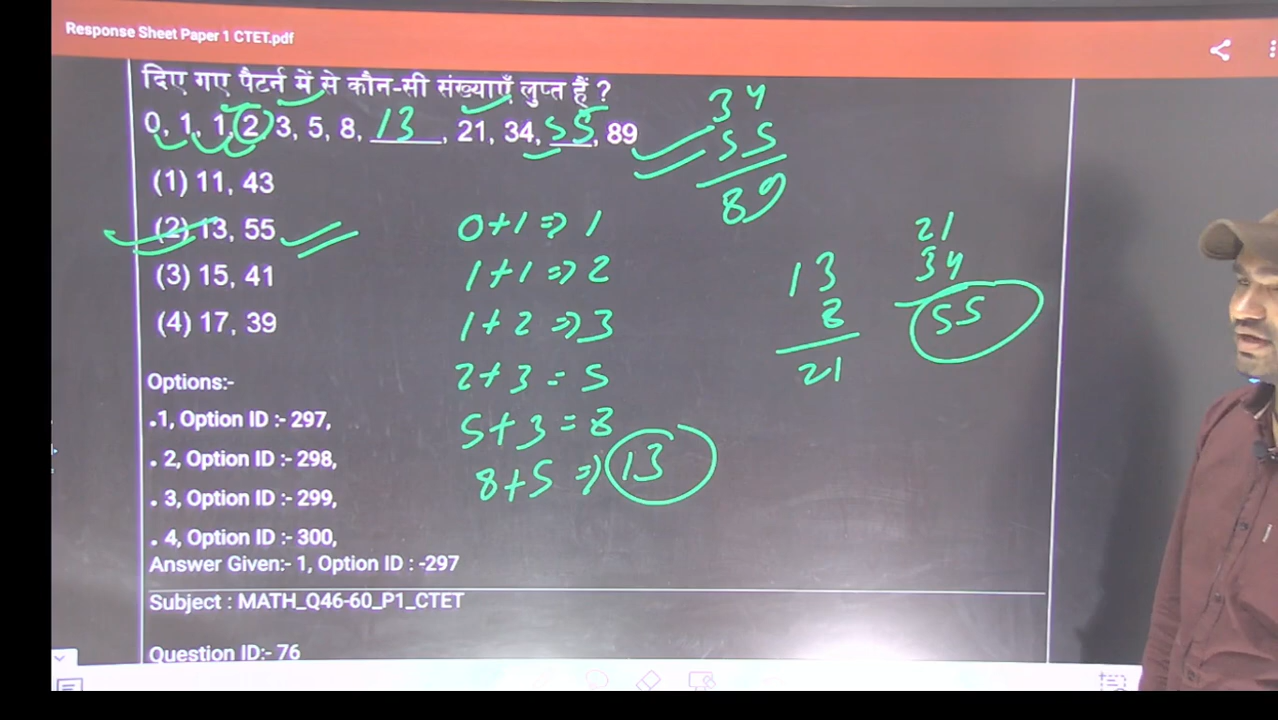 Response Sheet Paper 1 CTET.pdf
दिए गए पैटर्न में से कौन-सी संख्याएँ लुप्त हैं ?
0, 1, 1, 2, 3, 5, 8, 13, 21, 34, 55, 89
(1) 11, 43
(2) 13, 55
(3) 15, 41
(4) 17, 39
Options:-
.1, Option ID :- 297,
. 2, Option ID :- 298,
. 3, Option ID :- 299,
. 4, Option ID :- 300,
Answer Given:- 1, Option ID : -297
Subject : MATH_Q46-60_P1_CTET
Question ID:- 76
0+1 => 1
1+1 => 2
1+2 => 3
2+3 = 5
5+3 = 8
8+5 => 13
34
55
89
13
8
21
21
34
55